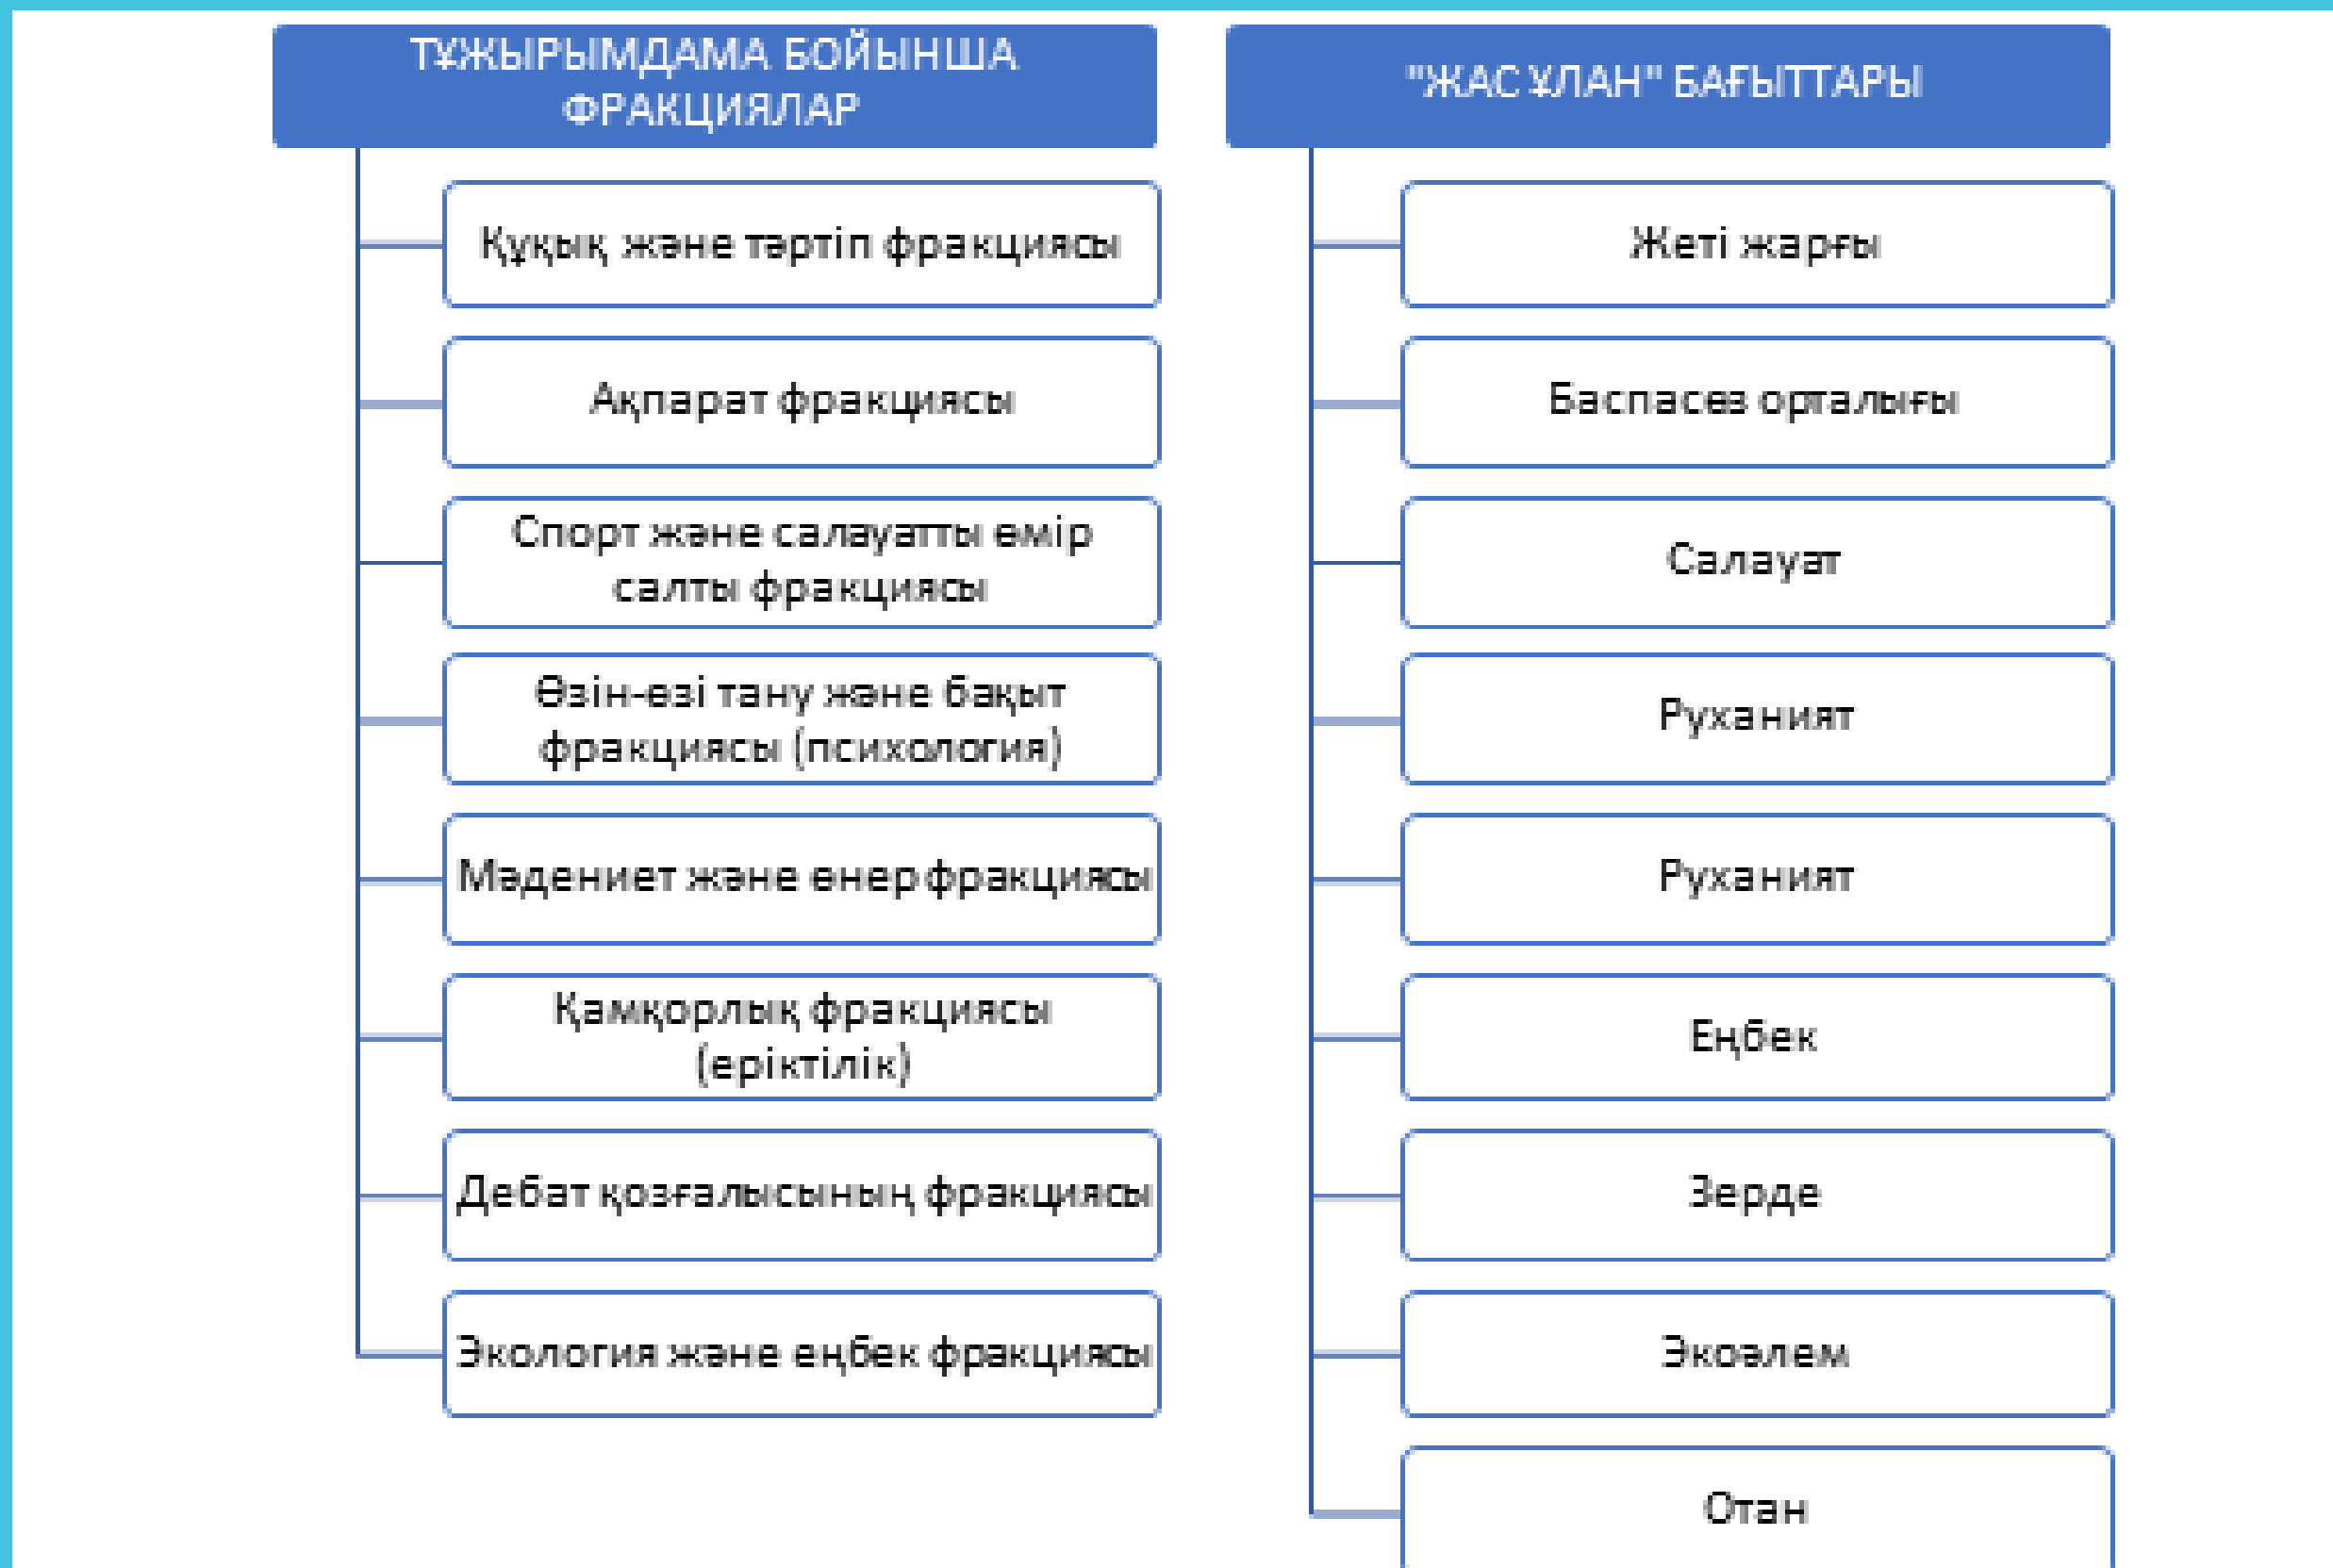 ТҰЖЫРЫМДАМА БОЙЫНША
ФРАКЦИЯЛАР
Құқық және тәртіп фракциясы
Ақпарат фракциясы
Спорт және салауатты өмір
салты фракциясы
Өзін-өзі тану және бақыт
фракциясы (психология)
Мәдениет және өнер фракциясы
Қамқорлық фракциясы
(еріктілік)
Дебат қозғалысының фракциясы
Экология және еңбек фракциясы
"ЖАС ҰЛАН" БАҒЫТТАРЫ
Жеті жарғы
Баспасөз орталығы
Салауат
Руханият
Руханият
Еңбек
Зерде
Экоәлем
Отан